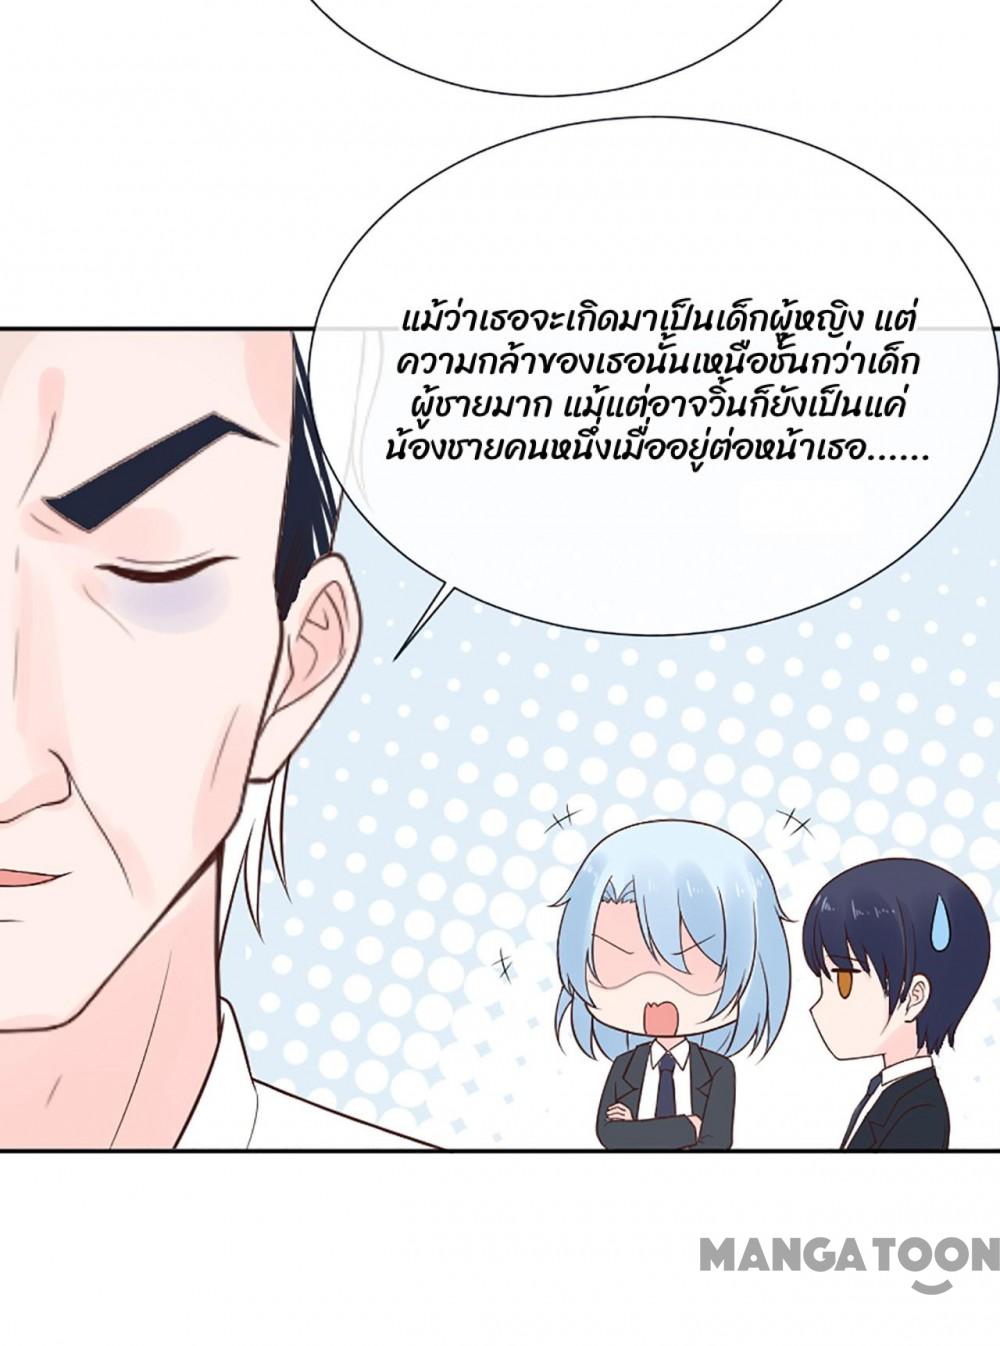 แม้ว่าเธอจะเกิดมาเป็นเด็กผู้หญิง แต่
ความกล้าของเธอนั้นเหนือชั้นกว่าเด็ก
ผู้ชายมาก แม้แต่อาจวิ้นก็ยังเป็นแค่
น้องชายคนหนึ่งเมื่ออยู่ต่อหน้าเธอ......
MANGATOON